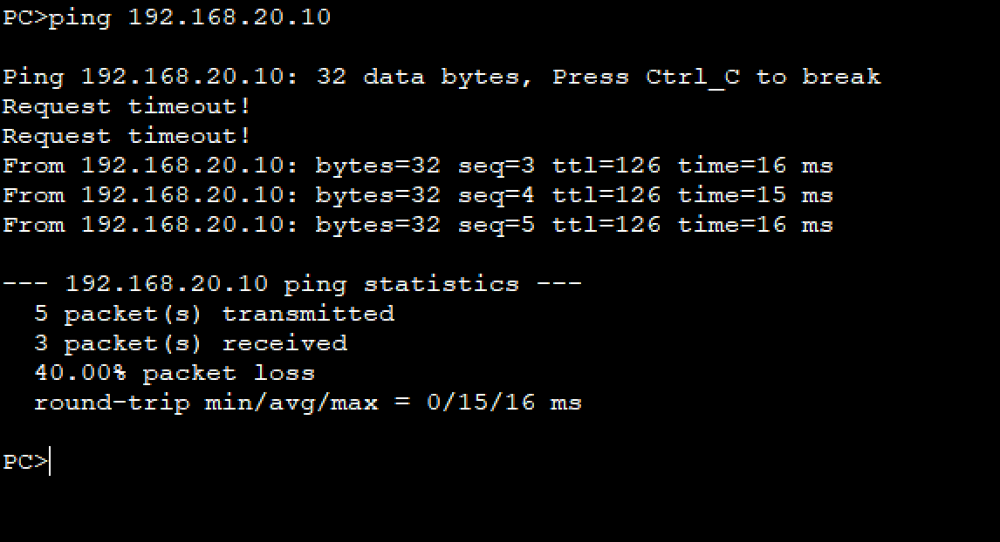 PC>ping 192.168.20.10
Ping 192.168.20.10: 32 data bytes, Press Ctrl_C to break
Request timeout!
Request timeout!
From 192.168.20.10: bytes=32 seq=3 ttl=126 time=16 ms
From 192.168.20.10: bytes=32 seq=4 ttl=126 time=15 ms
From 192.168.20.10: bytes=32 seq=5 ttl=126 time=16 ms
--- 192.168.20.10 ping statistics ---
5 packet(s) transmitted
3 packet(s) received
40.00% packet loss
round-trip min/avg/max = 0/15/16 ms
PC>